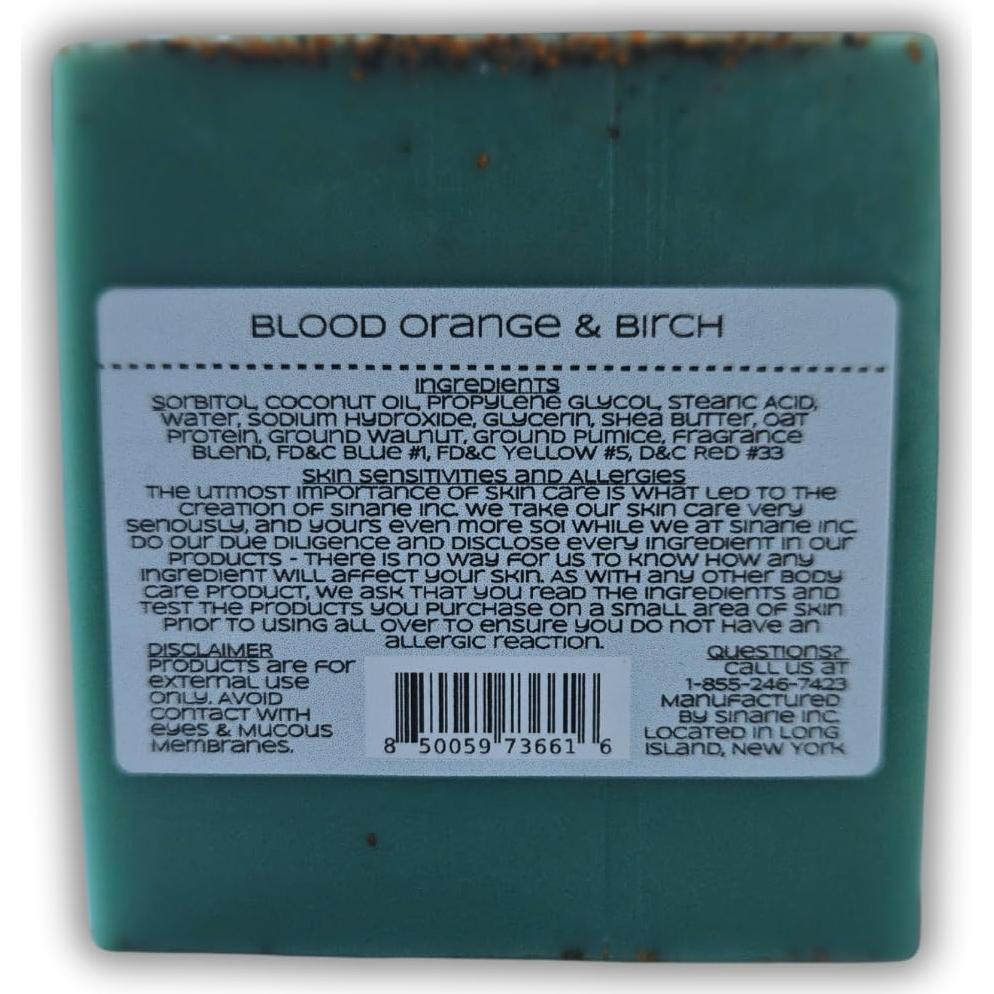 BLOOD Orange & BIrCH
Ingredients
SOrBITOL, COCONUT OIL, PrOPYLENE GLYCOL, STEARIC ACID,
WATER, SODIUM HYDROXIDE, GLYCERIN, SHEA BUTTER, OAT
PROTEIN, GROUND WALNUT, GROUND PUMICE, FRAGRANCE
BLEND, FD&C BLUE #1, FD&C YELLOW #5, D&C RED #33
SKIN SENSITIVITIES AND ALLERGIES
THE UTMOST IMPORTANCE OF SKIN CARE IS WHAT LED TO THE
CREATION OF SINARIE INC. WE TAKE OUR SKIN CARE VERY
SERIOUSLY, AND YOURS EVEN MORE SO! WHILE WE AT SINARIE INC.
DO OUR DUE DILIGENCE AND DISCLOSE EVERY INGREDIENT IN OUR
PRODUCTS - THERE IS NO WAY FOR US TO KNOW HOW ANY
INGREDIENT WILL AFFECT YOUR SKIN. AS WITH ANY OTHER BODY
CARE PRODUCT, WE ASK THAT YOU READ THE INGREDIENTS AND
TEST THE PRODUCTS YOU PURCHASE ON A SMALL AREA OF SKIN
PRIOR TO USING ALL OVER TO ENSURE YOU DO NOT HAVE AN
ALLERGIC REACTION.
DISCLAIMER
PRODUCTS ARE FOR
EXTERNAL USE
ONLY. AVOID
CONTACT WITH
EYES & MUCOUS
MEMBRANES.
8 50059 73661 6
QUESTIONS?
CALL US AT
1-855-246-7423
MANUFACTURED
BY SINARIE INC.
LOCATED IN LONG
ISLAND, NEW YORK